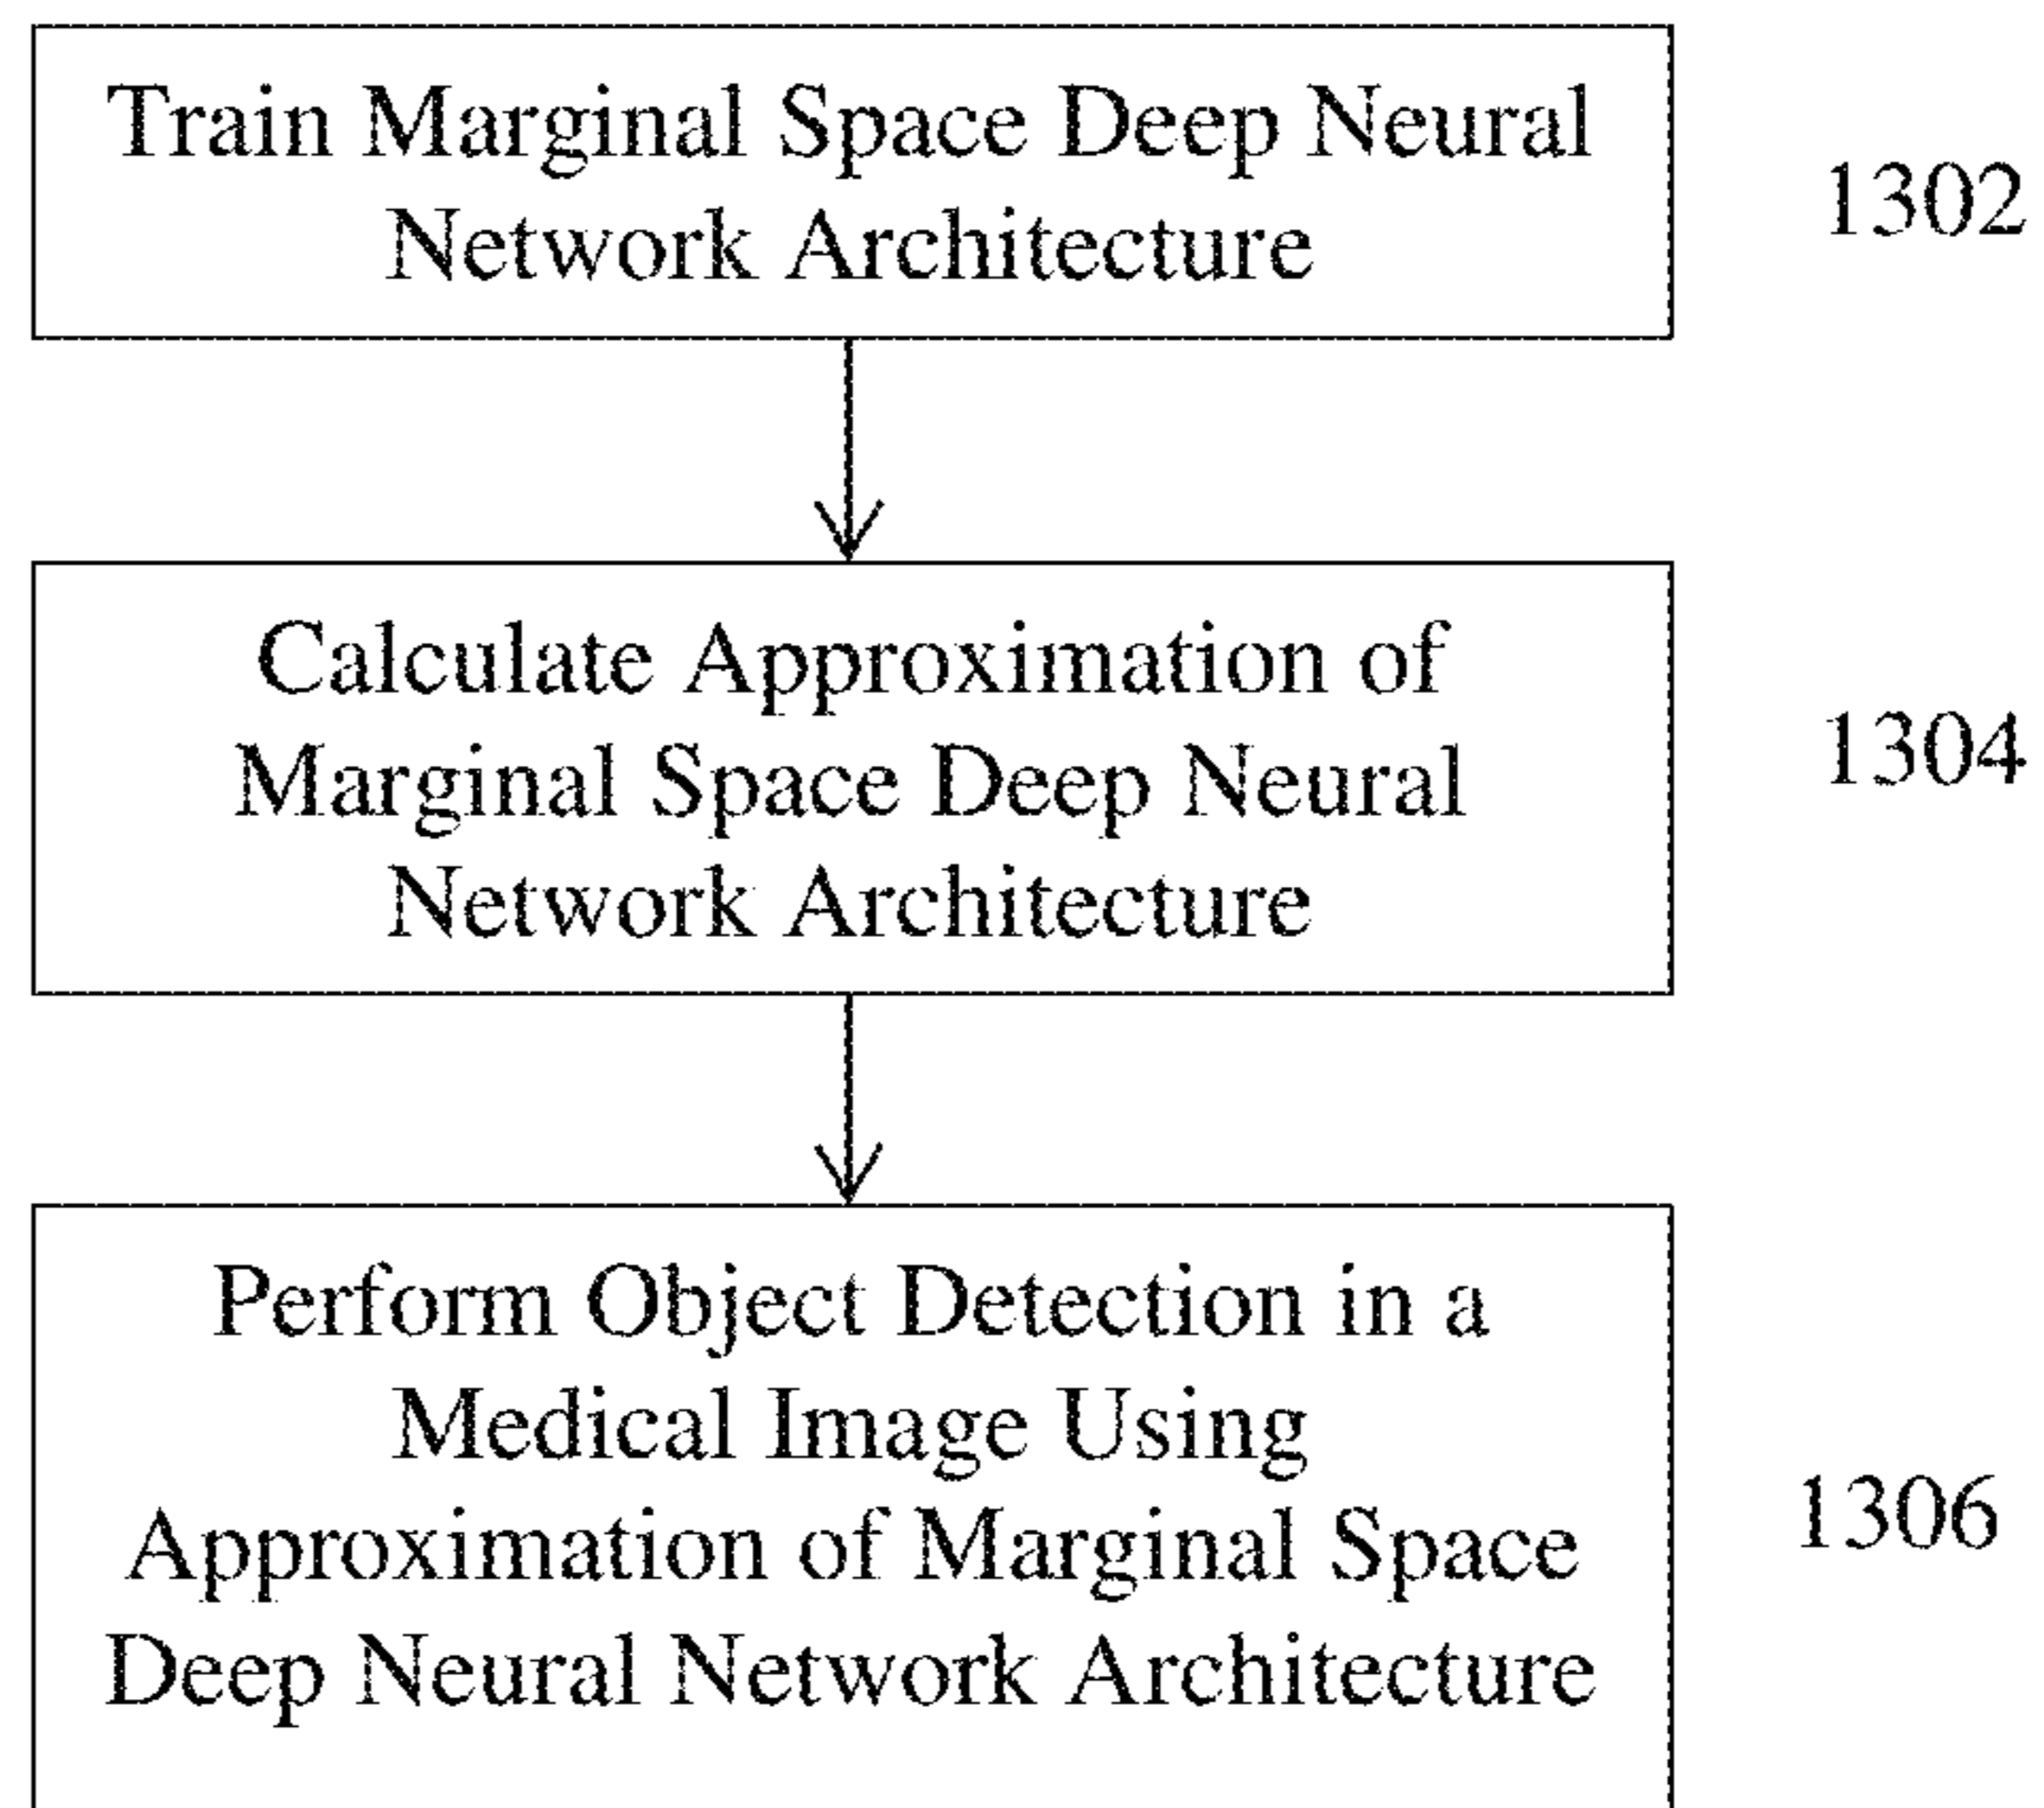 Train Marginal Space Deep Neural
Network Architecture
1302
Calculate Approximation of
Marginal Space Deep Neural
Network Architecture
1304
Perform Object Detection in a
Medical Image Using
Approximation of Marginal Space
Deep Neural Network Architecture
1306